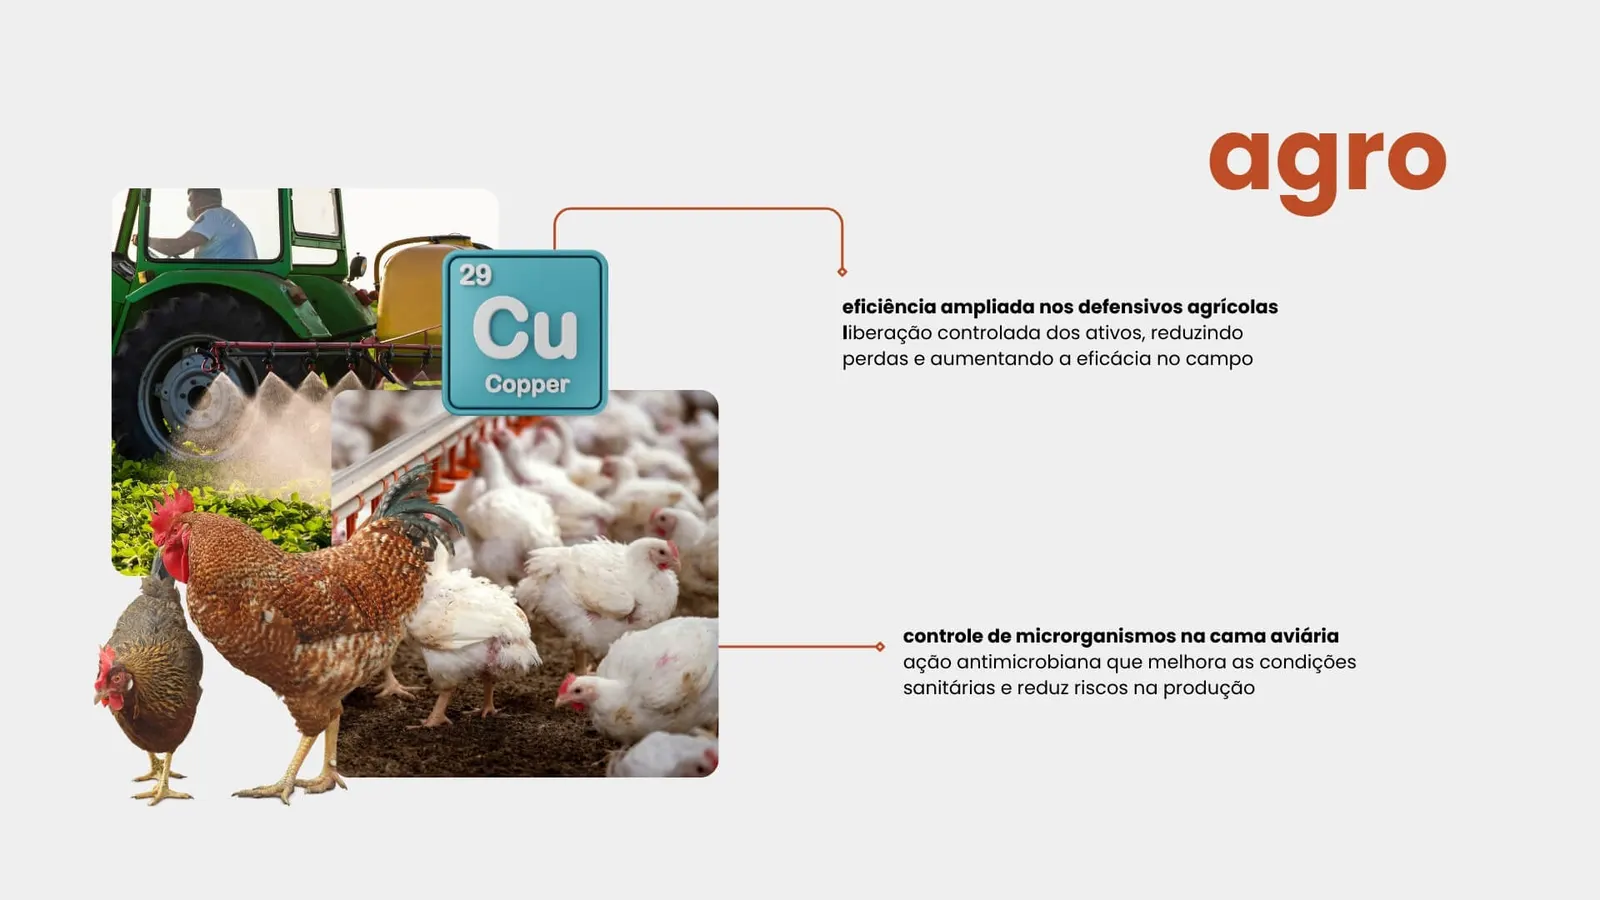 agro
29
Cu
Copper
eficiência ampliada nos defensivos agrícolas
liberação controlada dos ativos, reduzindo
perdas e aumentando a eficácia no campo
controle de microrganismos na cama aviária
ação antimicrobiana que melhora as condições
sanitárias e reduz riscos na produção